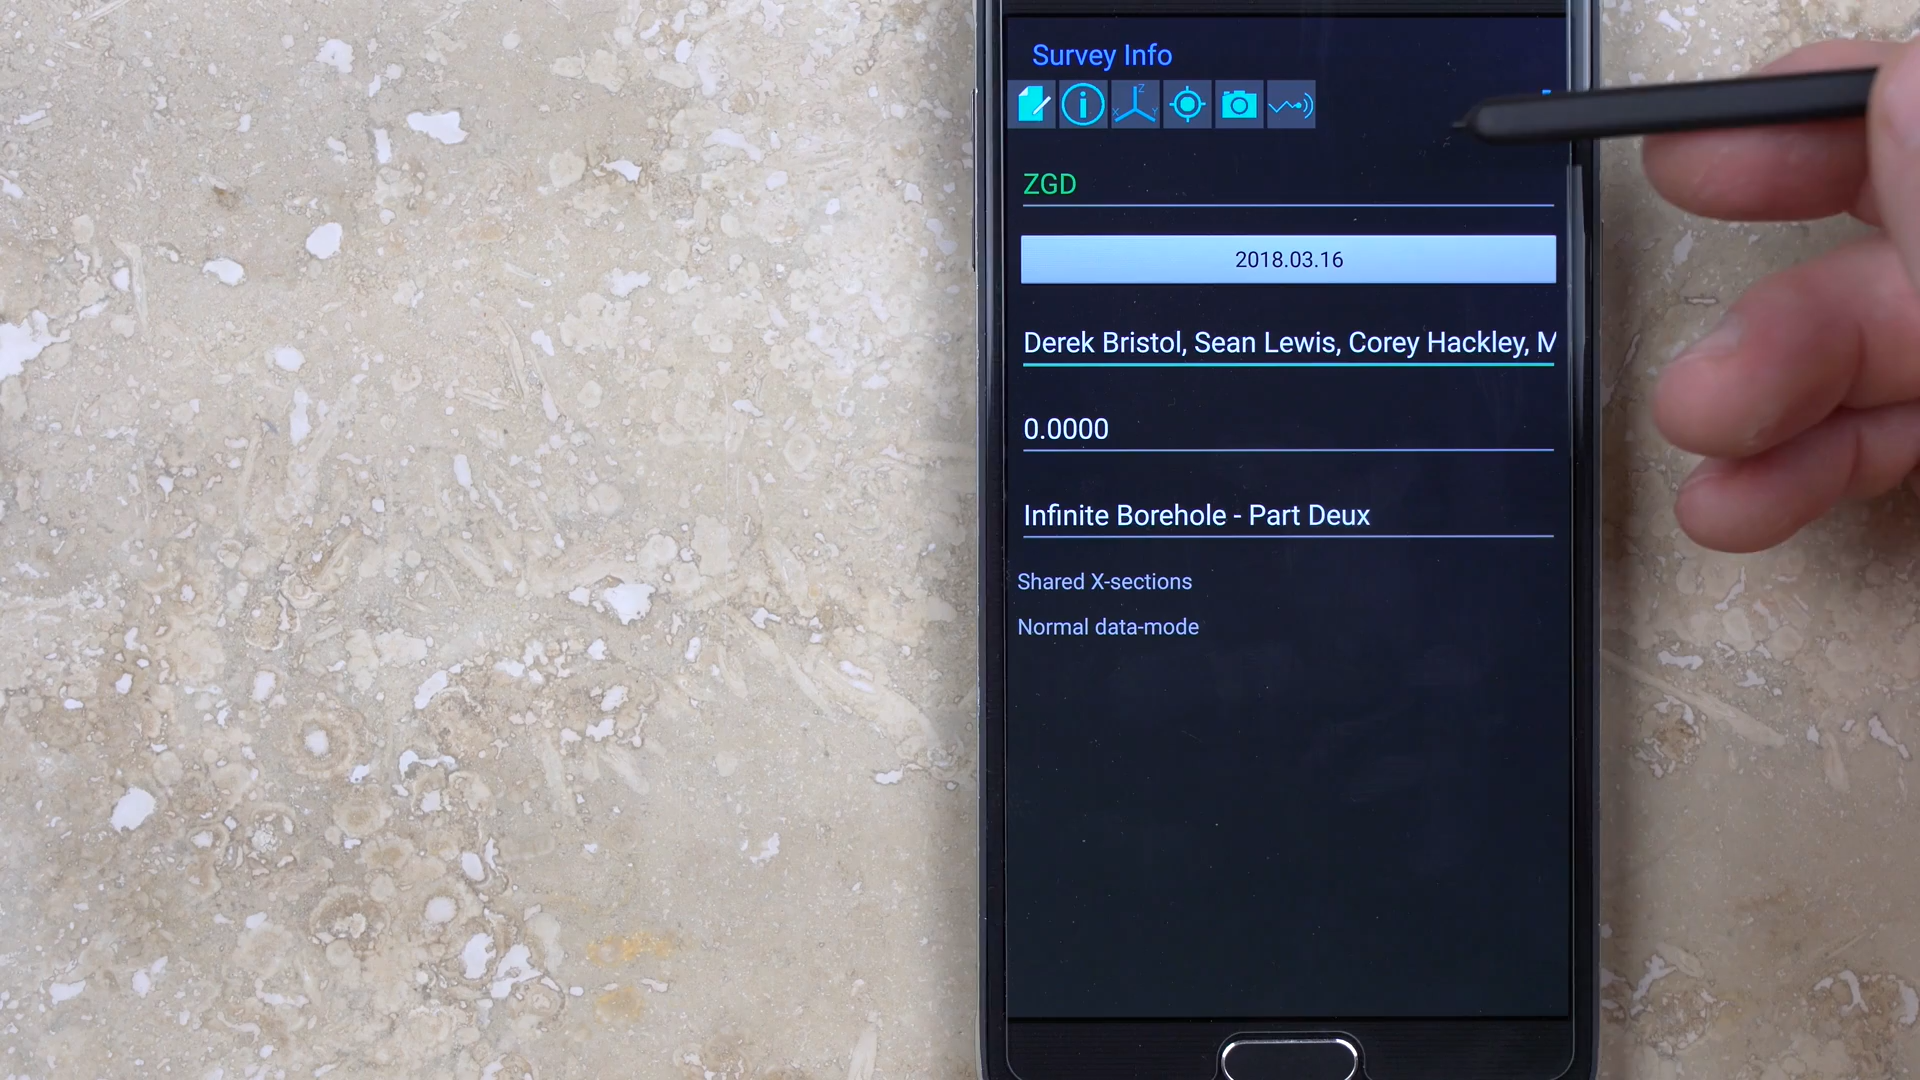 Survey Info
ZGD
2018.03.16
Derek Bristol, Sean Lewis, Corey Hackley, M
0.0000
Infinite Borehole - Part Deux
Shared X-sections
Normal data-mode